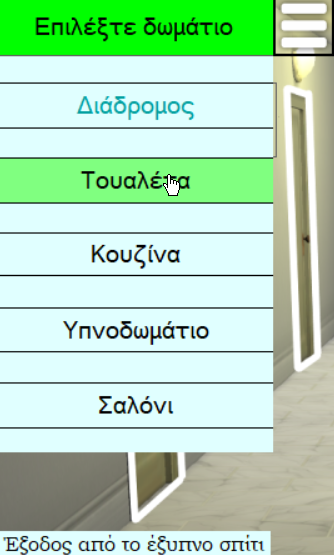 Επιλέξτε δωμάτιο
Διάδρομος
Τουαλέτα
Κουζίνα
Υπνοδωμάτιο
Σαλόνι
Έξοδος από το έξυπνο σπίτι